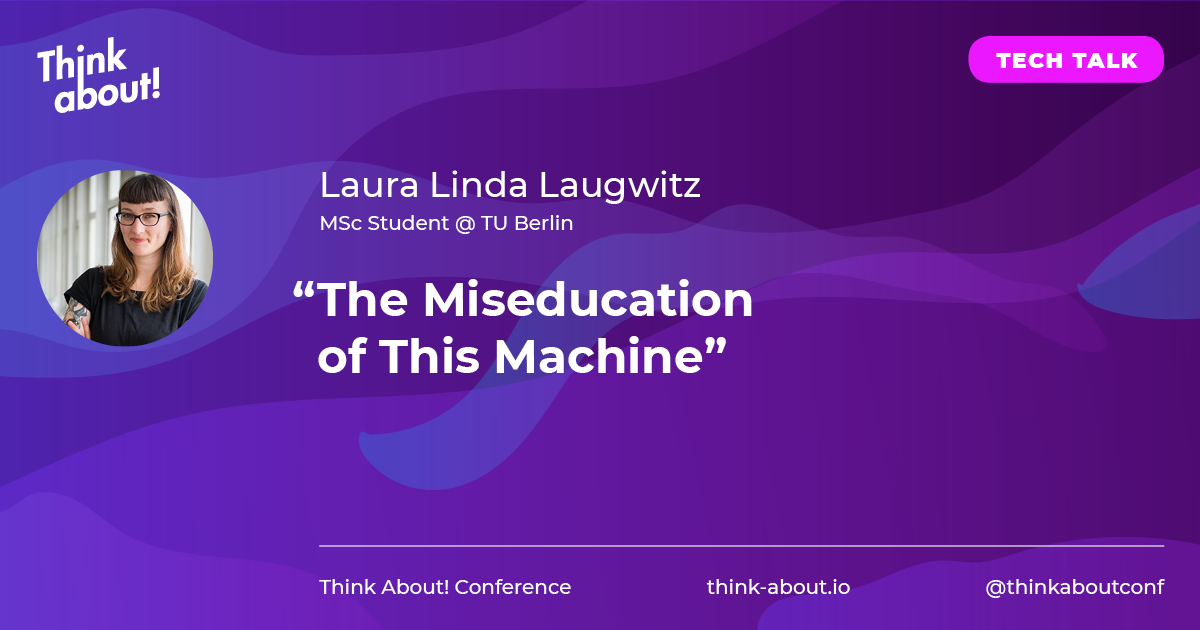 Think
about!
TECH TALK
Laura Linda Laugwitz
MSc Student @ TU Berlin
“The Miseducation
of This Machine”
Think About! Conference
think-about.io
@thinkaboutconf